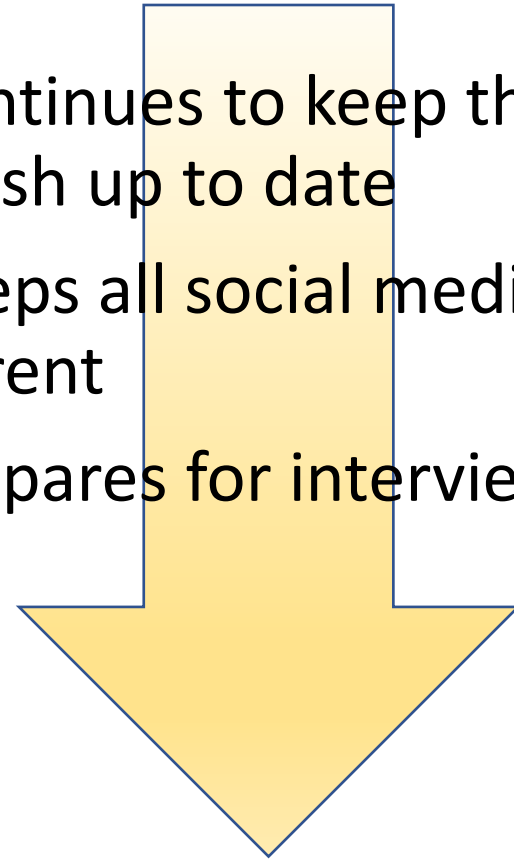 ntinues to keep th
sh up to date
eps all social medi
rent
pares for intervie